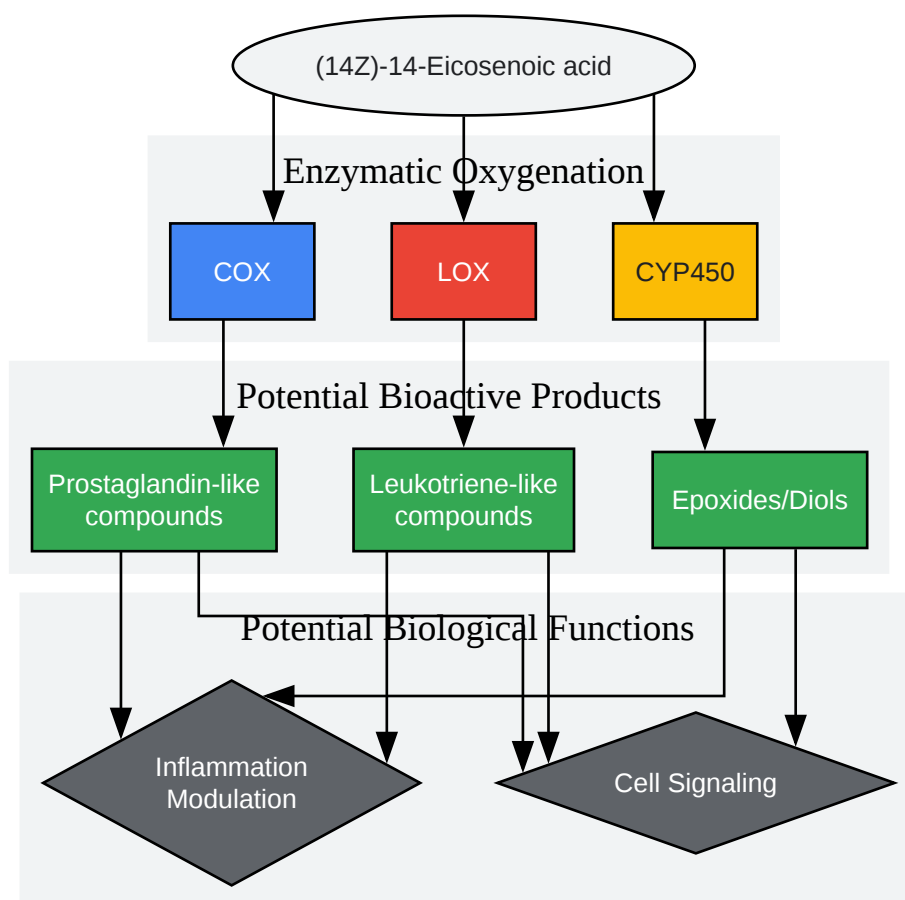 (14Z)-14-Eicosenoic acid
Enzymatic Oxygenation
COX
LOX
CYP450
Potential Bioactive Products
Prostaglandin-like
compounds
Leukotriene-like
compounds
Epoxides/Diols
Potential Biological Functions
Inflammation
Modulation
Cell Signaling